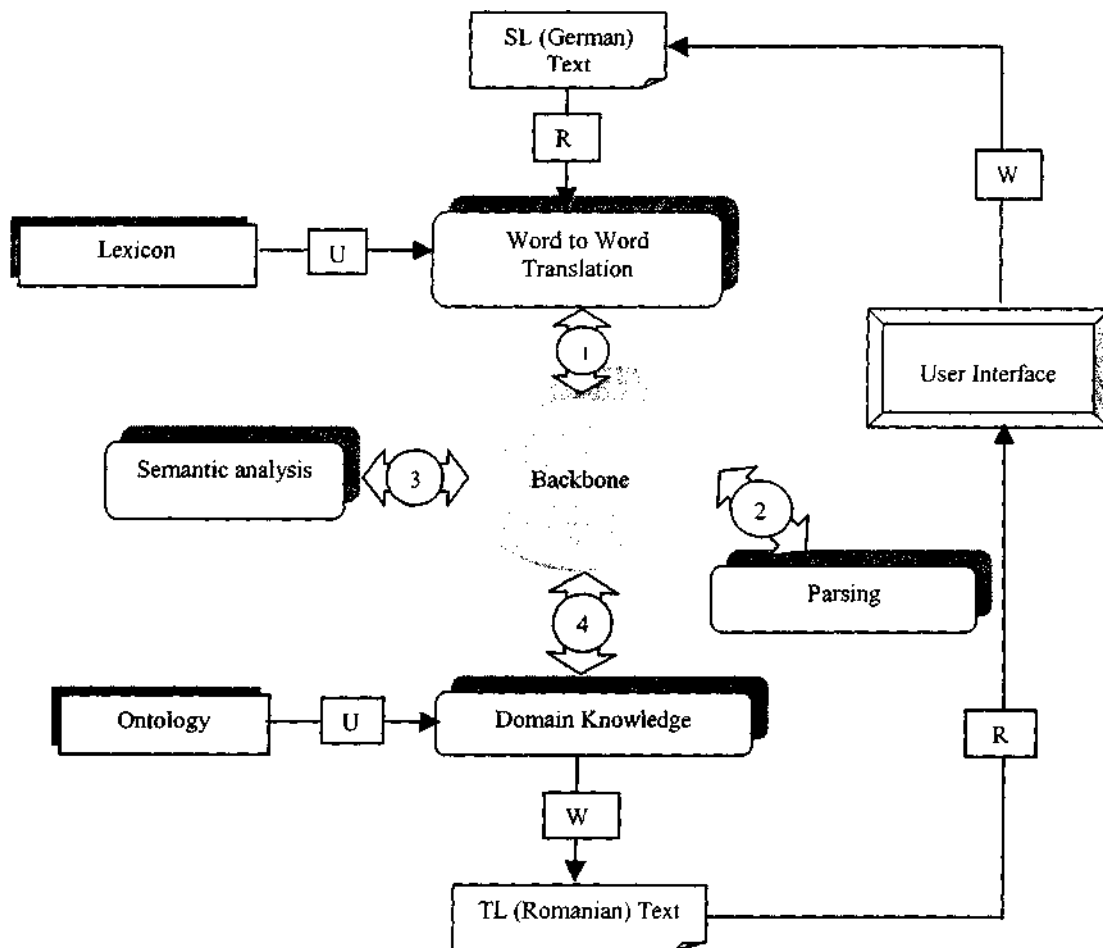 SL (German)
Text
R
W
Lexicon
U
Word to Word
Translation
1
User Interface
Semantic analysis
3
Backbone
2
Parsing
4
Ontology
U
Domain Knowledge
R
W
TL (Romanian) Text